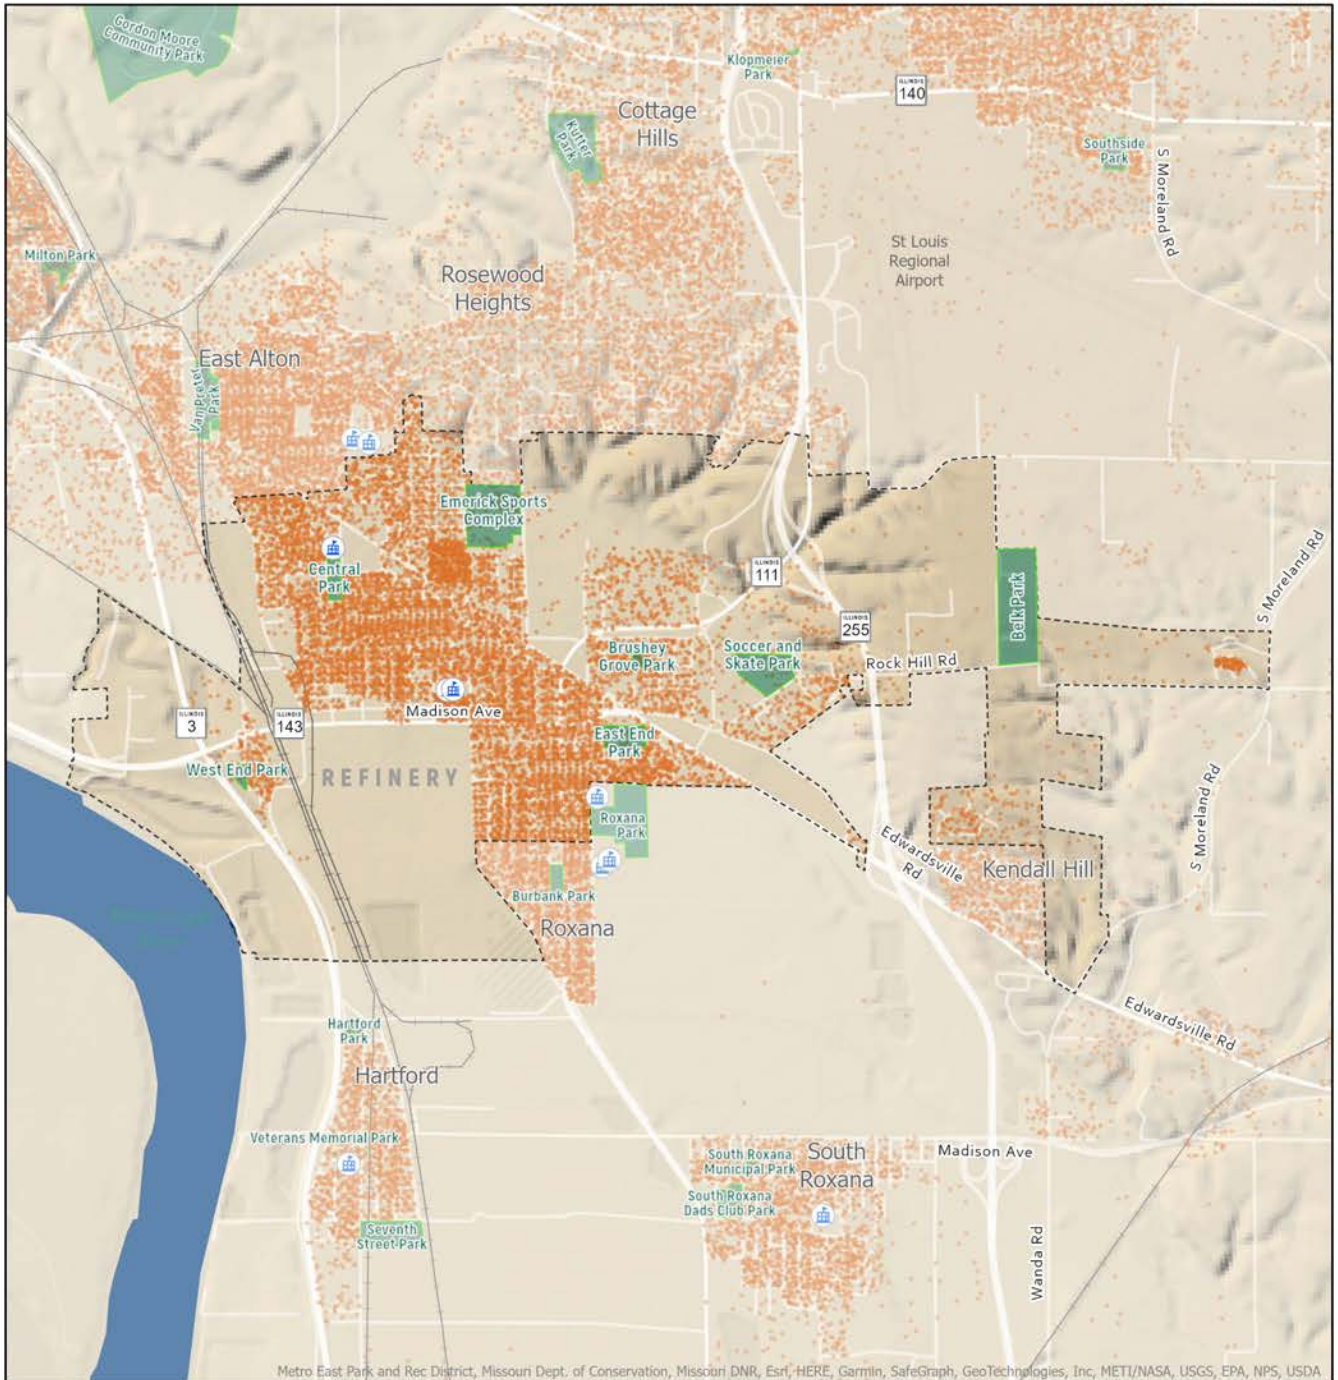 Gordon Moore
Community Park
Klopmeier
Park
ILLINOIS
140
Cottage
Hills
Kutter
Park
Southside
Park
S Moreland Rd
St Louis
Regional
Airport
Milton Park
Rosewood
Heights
East Alton
Van Preter
Park
Emerick Sports
Complex
S Moreland Rd
Central
Park
ILLINOIS
111
Belk Park
ILLINOIS
255
Brushey
Grove Park
Soccer and
Skate Park
Rock Hill Rd
Madison Ave
ILLINOIS
3
ILLINOIS
143
East End
Park
West End Park
REFINERY
S Moreland Rd
Roxana
Park
Edwardsville
Rd
Kendall Hill
Burbank Park
Roxana
Edwardsville Rd
Hartford
Park
Hartford
Veterans Memorial Park
South Roxana
Municipal Park
South
Roxana
Madison Ave
South Roxana
Dads Club Park
Seventh
Street Park
Wanda Rd
Metro East Park and Rec District, Missouri Dept. of Conservation, Missouri DNR, Esri, HERE, Garmin, SafeGraph, GeoTechnologies, Inc, METI/NASA, USGS, EPA, NPS, USDA